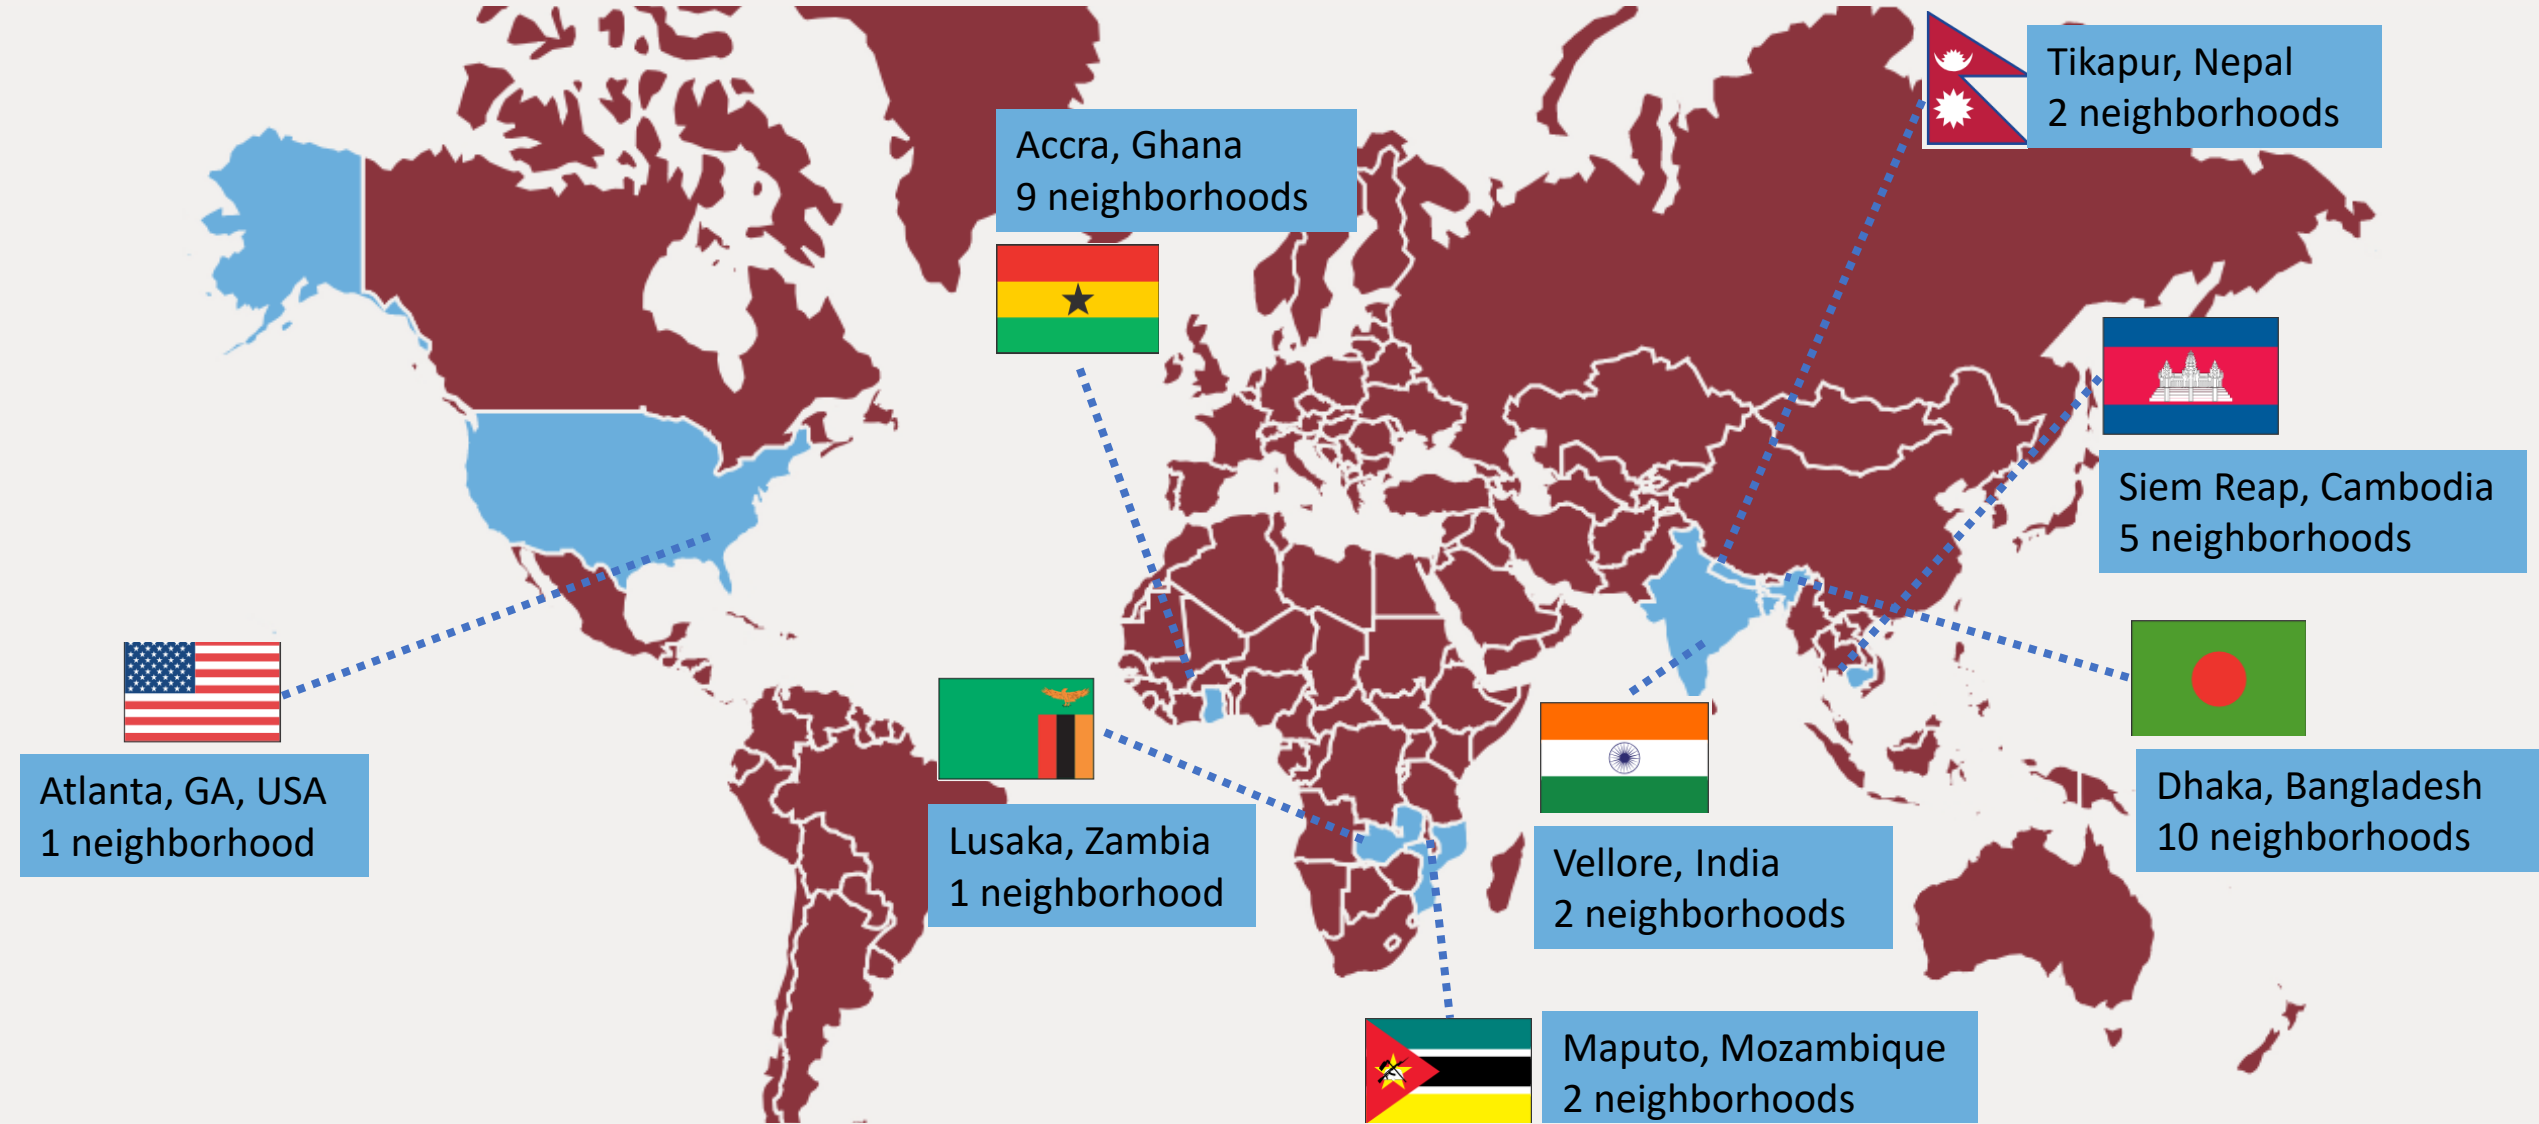 Tikapur, Nepal
2 neighborhoods
Accra, Ghana
9 neighborhoods
Siem Reap, Cambodia
5 neighborhoods
Atlanta, GA, USA
1 neighborhood
Lusaka, Zambia
1 neighborhood
Vellore, India
2 neighborhoods
Dhaka, Bangladesh
10 neighborhoods
Maputo, Mozambique
2 neighborhoods